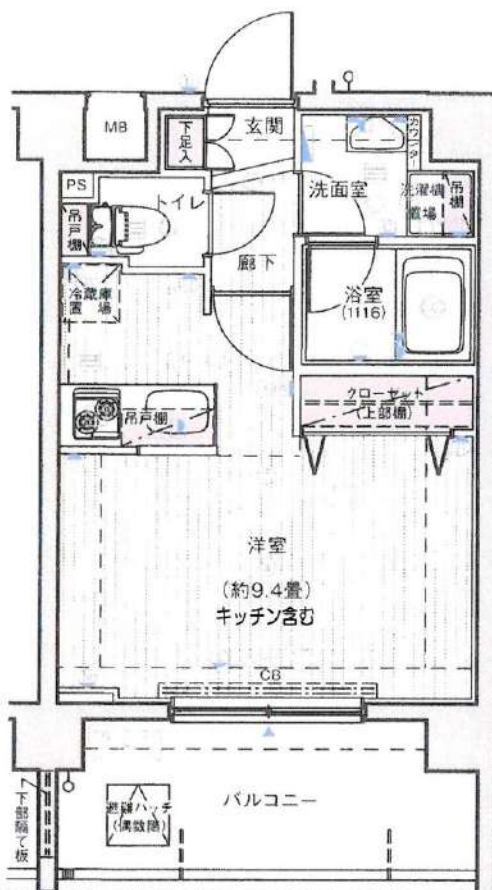 MB
下足入
玄関
カウンター
洗面室
洗濯機
置場
吊棚
PS
トイレ
吊戸棚
廊下
冷蔵庫
置場
浴室
(1116)
クローゼット
(上部棚)
吊戸棚
洋室
(約9.4畳)
キッチン含む
CB
バルコニー
避難ハッチ
(偶数階)
下部隔て板